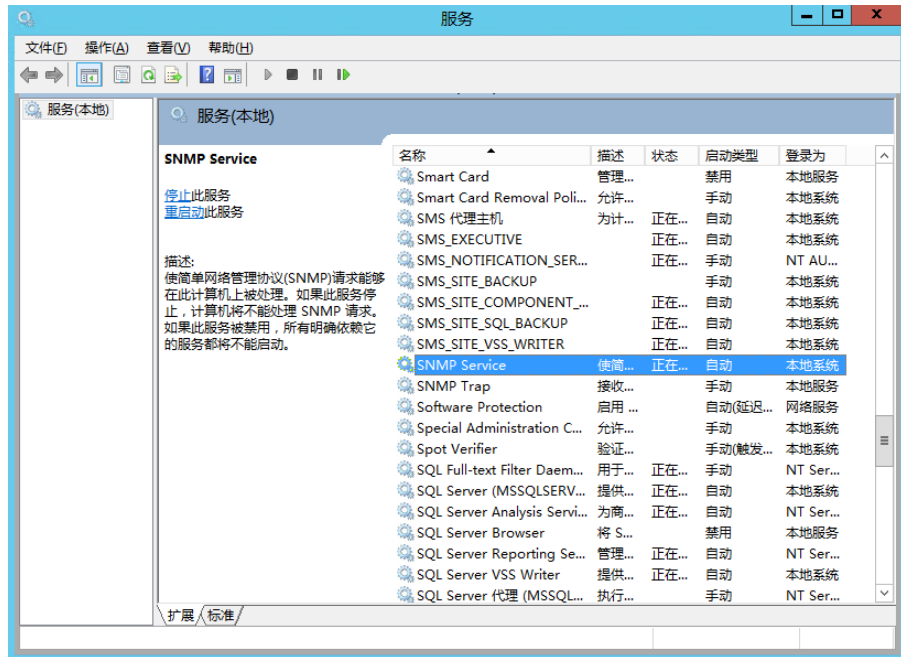 服务
文件(F) 操作(A) 查看(V) 帮助(H)
服务(本地)
服务(本地)
SNMP Service
停止此服务
重启动此服务
描述:
使简单网络管理协议(SNMP)请求能够
在此计算机上被处理。如果此服务停
止，计算机将不能处理 SNMP 请求。
如果此服务被禁用，所有明确依赖它
的服务都将不能启动。
名称 描述 状态 启动类型 登录为
Smart Card 管理... 禁用 本地服务
Smart Card Removal Poli... 允许... 手动 本地系统
SMS 代理主机 为计... 正在... 自动 本地系统
SMS_EXECUTIVE 正在... 自动 本地系统
SMS_NOTIFICATION_SER... 正在... 手动 NT AU...
SMS_SITE_BACKUP 手动 本地系统
SMS_SITE_COMPONENT_... 正在... 自动 本地系统
SMS_SITE_SQL_BACKUP 正在... 自动 本地系统
SMS_SITE_VSS_WRITER 正在... 自动 本地系统
SNMP Service 使简... 正在... 自动 本地系统
SNMP Trap 接收... 手动 本地服务
Software Protection 启用 ... 自动(延迟... 网络服务
Special Administration C... 允许... 手动 本地系统
Spot Verifier 验证... 手动(触发... 本地系统
SQL Full-text Filter Daem... 用于... 正在... 手动 NT Ser...
SQL Server (MSSQLSERV... 提供... 正在... 自动 本地系统
SQL Server Analysis Servi... 为商... 正在... 自动 NT Ser...
SQL Server Browser 将 S... 禁用 本地服务
SQL Server Reporting Se... 管理... 正在... 自动 NT Ser...
SQL Server VSS Writer 提供... 正在... 自动 本地系统
SQL Server 代理 (MSSQL... 执行... 手动 NT Ser...
扩展 标准